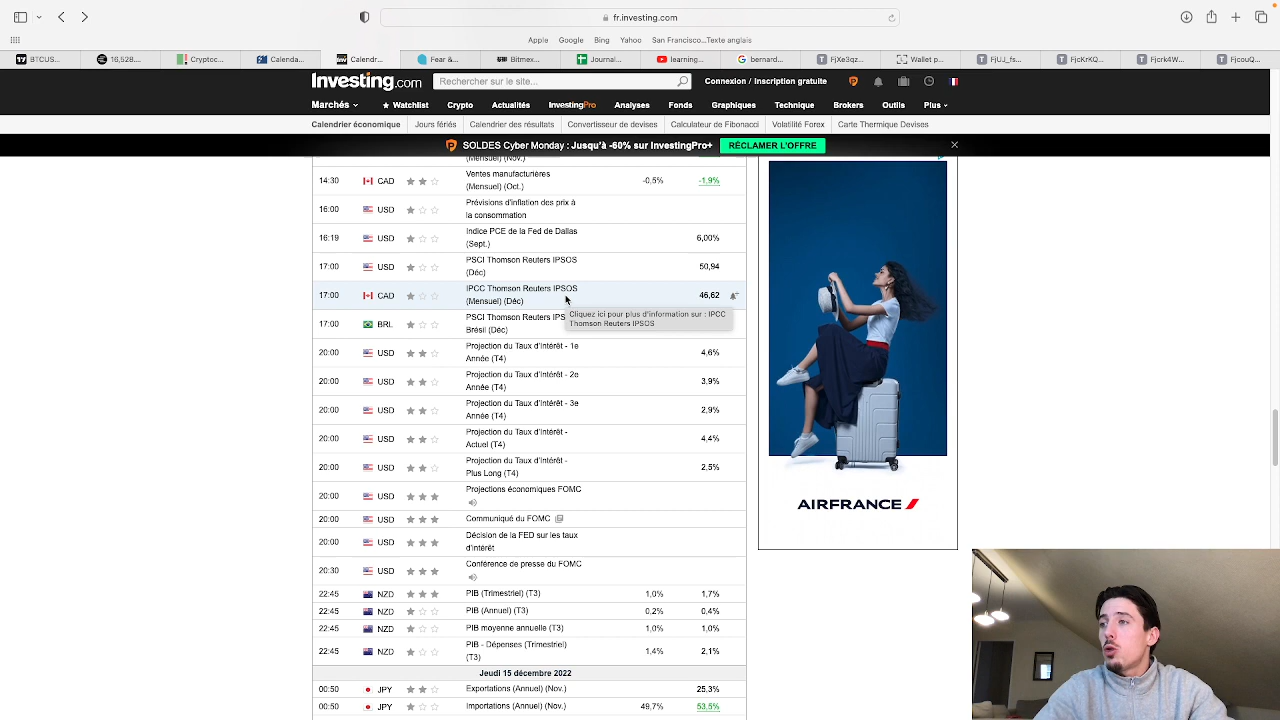 fr.investing.com
Apple Google Bing Yahoo San Francisco...Texte anglais
BTCUS... 16,528.... Cryptoc... Calenda... Calendr... Fear &... Bitmex... Journal... learning... bernard... FjXe3qz... Wallet p... FjUJ_fs... FjcKrKQ... Fjcrk4W... FjcouQ...
Investing.com Rechercher sur le site... Connexion / Inscription gratuite
Marchés Watchlist Crypto Actualités InvestingPro Analyses Fonds Graphiques Technique Brokers Outils Plus
Calendrier économique Jours fériés Calendrier des résultats Convertisseur de devises Calculateur de Fibonacci Volatilité Forex Carte Thermique Devises
SOLDES Cyber Monday : Jusqu'à -60% sur InvestingPro+ RÉCLAMER L'OFFRE
(Mensuel) (Nov.)
14:30 CAD Ventes manufacturières -0,5% -1,9%
(Mensuel) (Oct.)
16:00 USD Prévisions d'inflation des prix à
la consommation
16:19 USD Indice PCE de la Fed de Dallas 6,00%
(Sept.)
17:00 USD PSCI Thomson Reuters IPSOS 50,94
(Déc)
17:00 CAD IPCC Thomson Reuters IPSOS 46,62
(Mensuel) (Déc)
Cliquez ici pour plus d'information sur : IPCC
Thomson Reuters IPSOS
17:00 BRL PSCI Thomson Reuters IPS
Brésil (Déc)
20:00 USD Projection du Taux d'Intérêt - 1e 4,6%
Année (T4)
20:00 USD Projection du Taux d'Intérêt - 2e 3,9%
Année (T4)
20:00 USD Projection du Taux d'Intérêt - 3e 2,9%
Année (T4)
20:00 USD Projection du Taux d'Intérêt - 4,4%
Actuel (T4)
20:00 USD Projection du Taux d'Intérêt - 2,5%
Plus Long (T4)
20:00 USD Projections économiques FOMC
20:00 USD Communiqué du FOMC
20:00 USD Décision de la FED sur les taux
d'intérêt
20:30 USD Conférence de presse du FOMC
22:45 NZD PIB (Trimestriel) (T3) 1,0% 1,7%
22:45 NZD PIB (Annuel) (T3) 0,2% 0,4%
22:45 NZD PIB moyenne annuelle (T3) 1,0% 1,0%
22:45 NZD PIB - Dépenses (Trimestriel) 1,4% 2,1%
(T3)
Jeudi 15 décembre 2022
00:50 JPY Exportations (Annuel) (Nov.) 25.3%
00:50 JPY Importations (Annuel) (Nov.) 49,7% 53,5%
AIRFRANCE